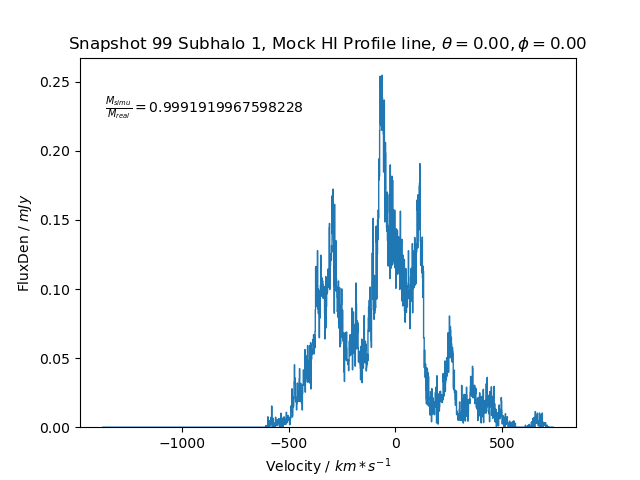 Snapshot 99 Subhalo 1, Mock HI Profile line, θ = 0.00, ϕ = 0.00
M_simu/M_real = 0.9991919967598228
0.25
0.20
0.15
0.10
0.05
0.00
FluxDen / mJy
−1000 −500 0 500
Velocity / km * s⁻¹